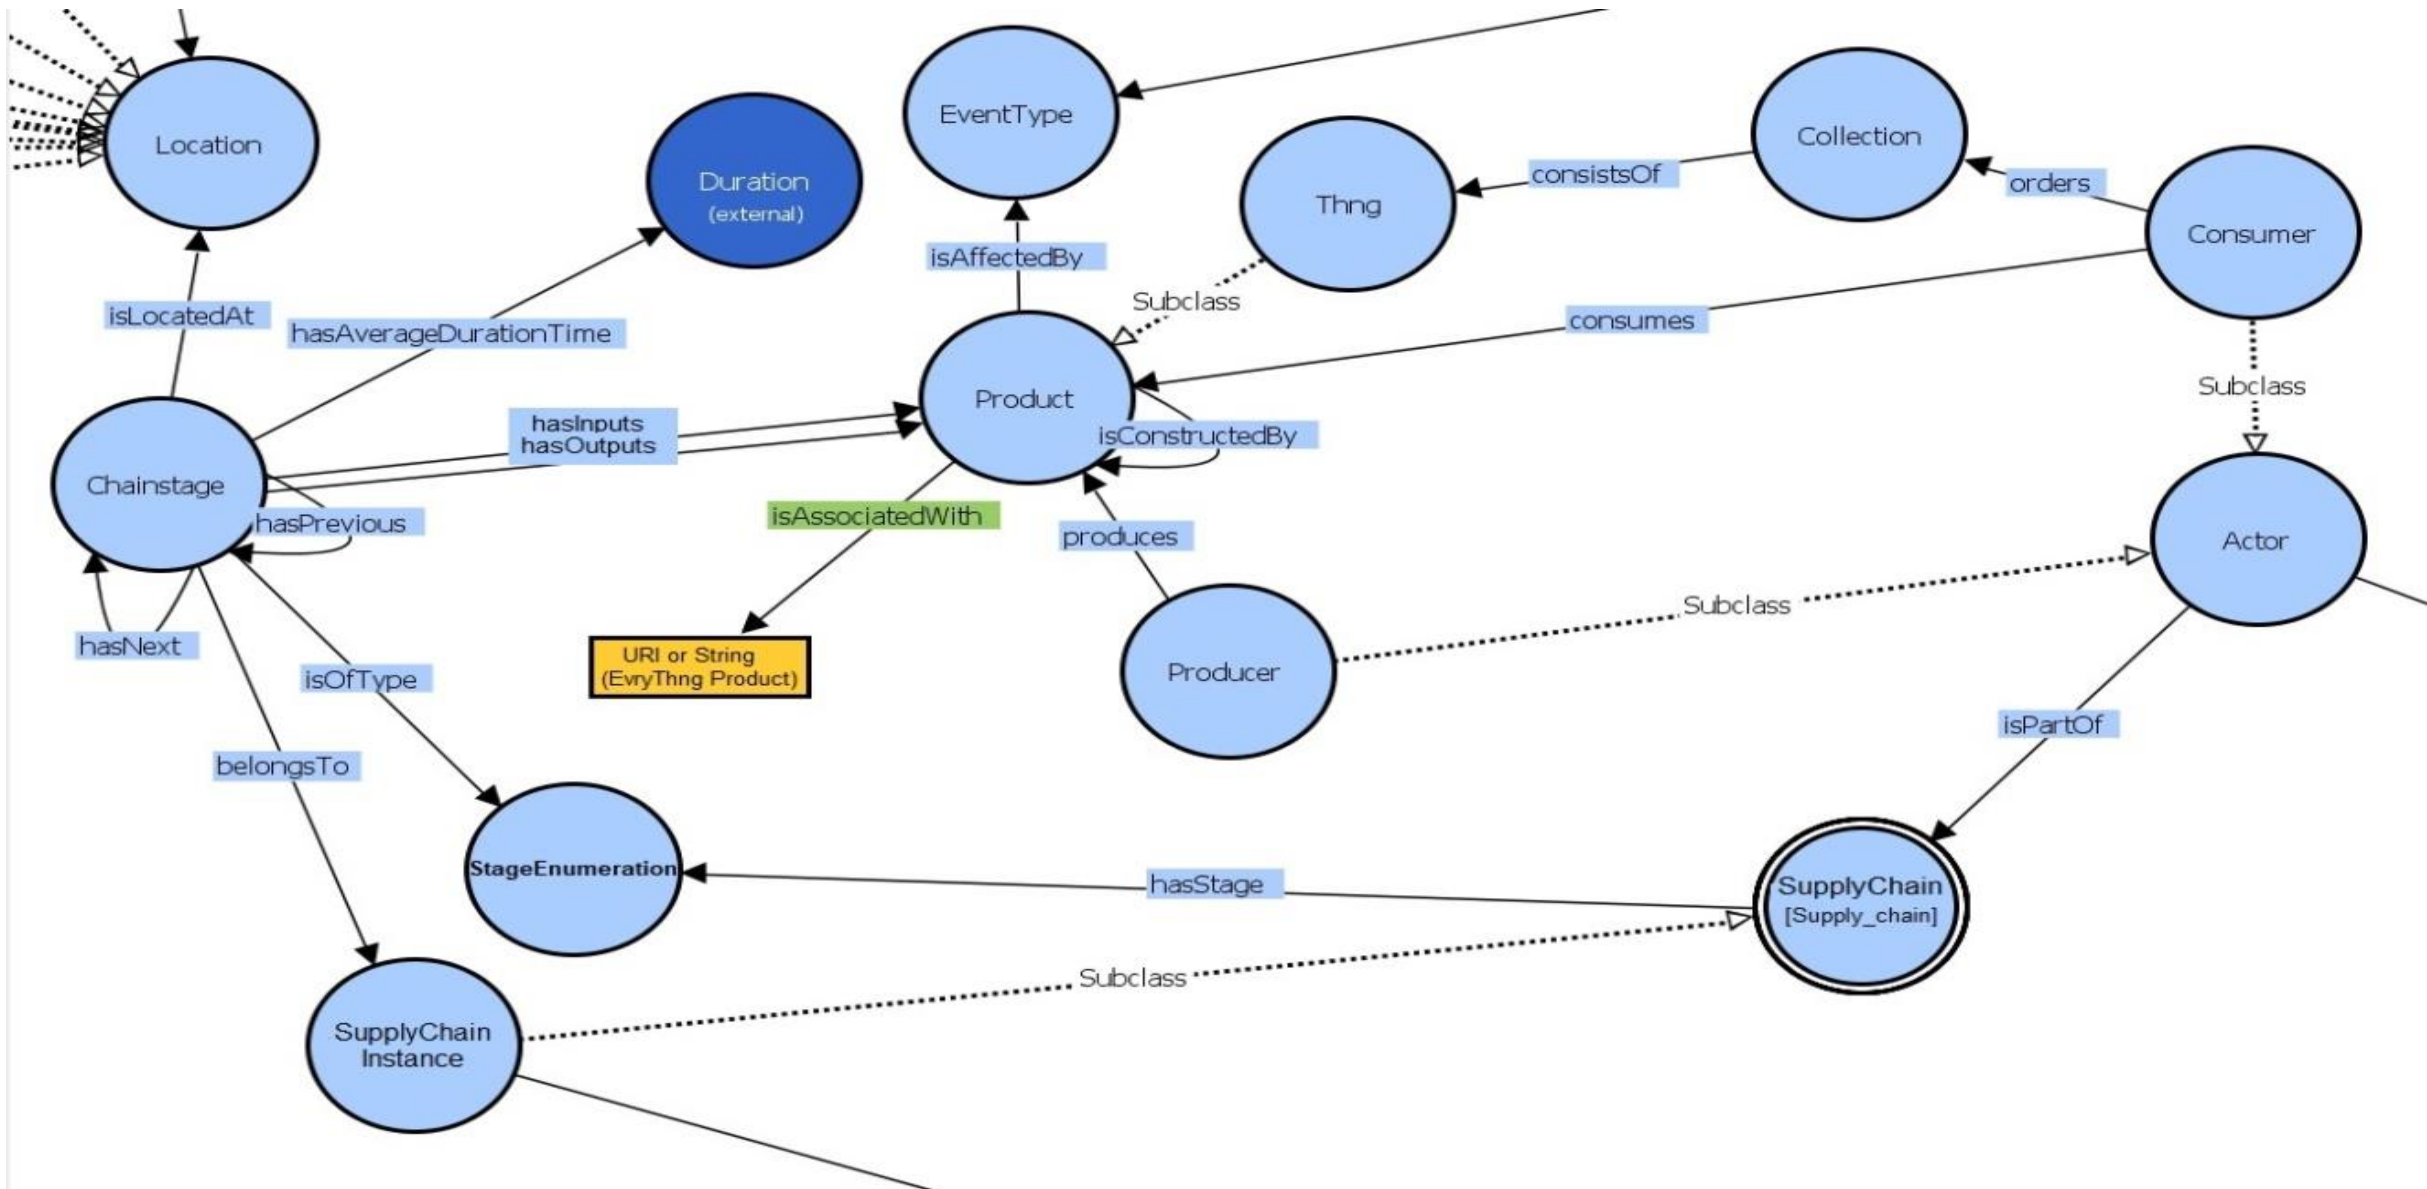 EventType
Collection
Location
consistsOf
Duration
(external)
orders
Thng
Consumer
isAffectedBy
Subclass
isLocatedAt
consumes
hasAverageDurationTime
Subclass
Product
hasInputs
hasOutputs
isConstructedBy
Chainstage
hasPrevious
isAssociatedWith
produces
Actor
Subclass
hasNext
URI or String
(EvryThng Product)
isOfType
Producer
isPartOf
belongsTo
StageEnumeration
hasStage
SupplyChain
[Supply_chain]
Subclass
SupplyChain
Instance